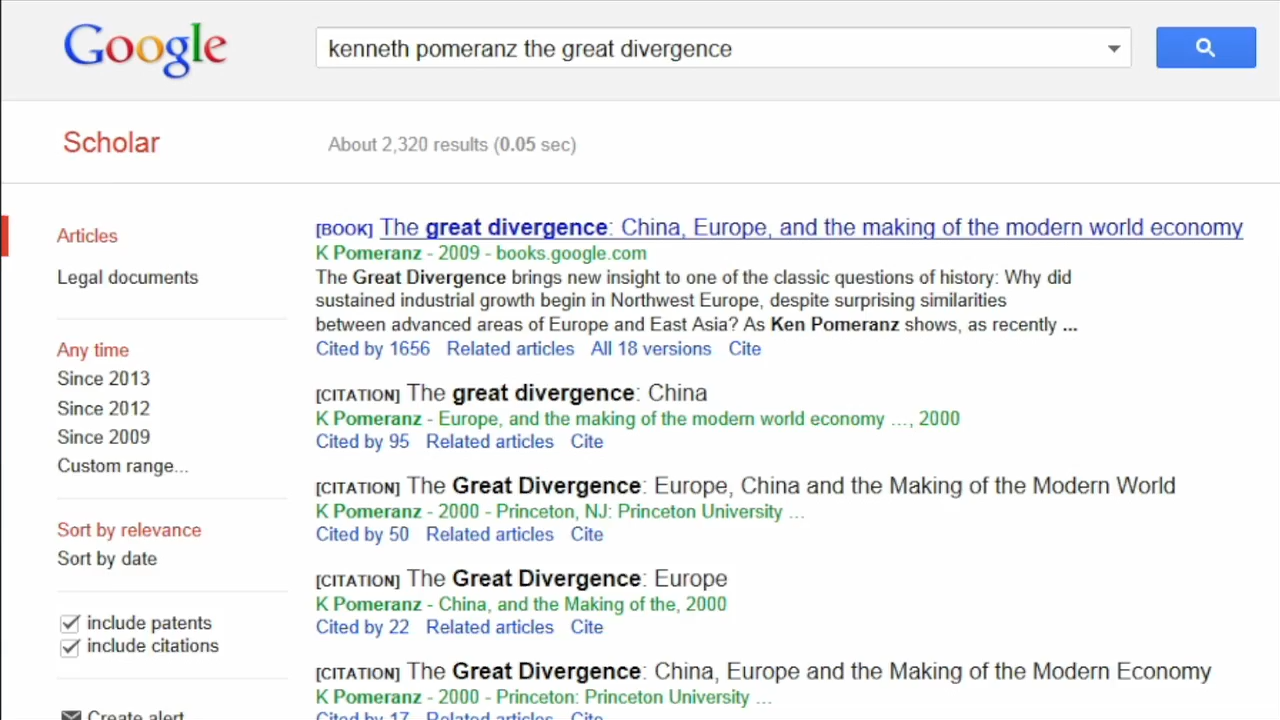 Google
kenneth pomeranz the great divergence
Scholar
About 2,320 results (0.05 sec)
Articles
Legal documents
Any time
Since 2013
Since 2012
Since 2009
Custom range...
Sort by relevance
Sort by date
include patents
include citations
Create alert
[BOOK] The great divergence: China, Europe, and the making of the modern world economy
K Pomeranz - 2009 - books.google.com
The Great Divergence brings new insight to one of the classic questions of history: Why did
sustained industrial growth begin in Northwest Europe, despite surprising similarities
between advanced areas of Europe and East Asia? As Ken Pomeranz shows, as recently ...
Cited by 1656 Related articles All 18 versions Cite
[CITATION] The great divergence: China
K Pomeranz - Europe, and the making of the modern world economy …, 2000
Cited by 95 Related articles Cite
[CITATION] The Great Divergence: Europe, China and the Making of the Modern World
K Pomeranz - 2000 - Princeton, NJ: Princeton University …
Cited by 50 Related articles Cite
[CITATION] The Great Divergence: Europe
K Pomeranz - China, and the Making of the, 2000
Cited by 22 Related articles Cite
[CITATION] The Great Divergence: China, Europe and the Making of the Modern Economy
K Pomeranz - 2000 - Princeton: Princeton University …
Cited by 17 Related articles Cite